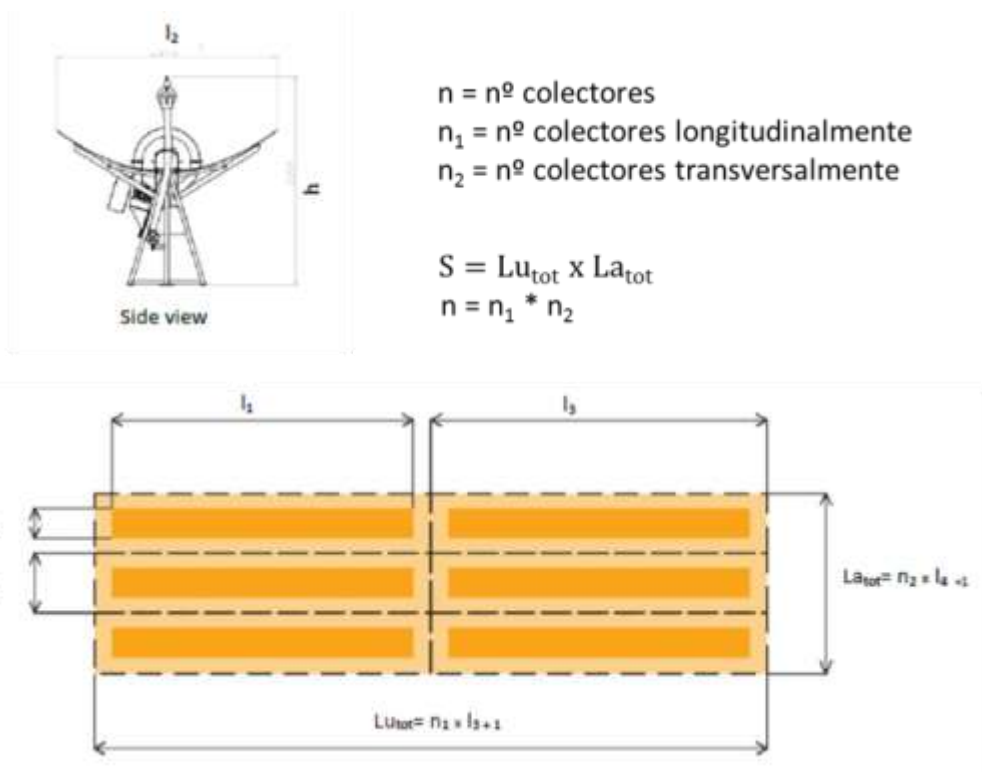 l₂
n = nº colectores
n₁ = nº colectores longitudinalmente
n₂ = nº colectores transversalmente
h
S = Lu_tot x La_tot
n = n₁ * n₂
Side view
l₁
l₃
La_tot= n₂ x l₄ +1
Lu_tot= n₁ x l₃ + 1